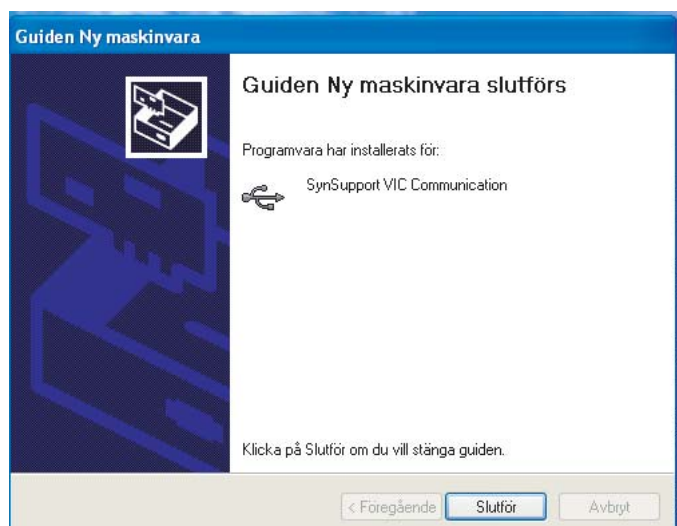 Guiden Ny maskinvara
Guiden Ny maskinvara slutförs
Programvara har installerats för:
SynSupport VIC Communication
Klicka på Slutför om du vill stänga guiden.
< Föregående
Slutför
Avbryt